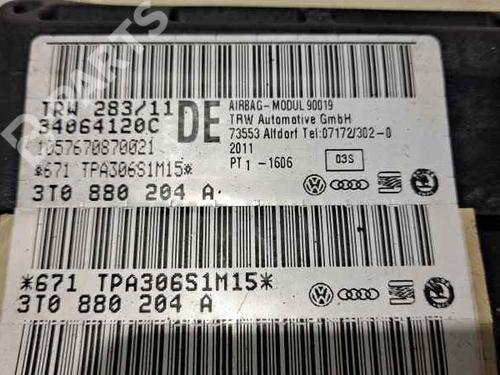 TRW 283/11
34064120C
DE
1057670870021
*671 TPA306S1M15*
3T0 880 204 A
AIRBAG-MODUL 90019
TRW Automotive GmbH
73553 Alfdorf Tel:07172/302-0
2011
PT1 -1606
03S
*671 TPA306S1M15*
3T0 880 204 A
PARTS